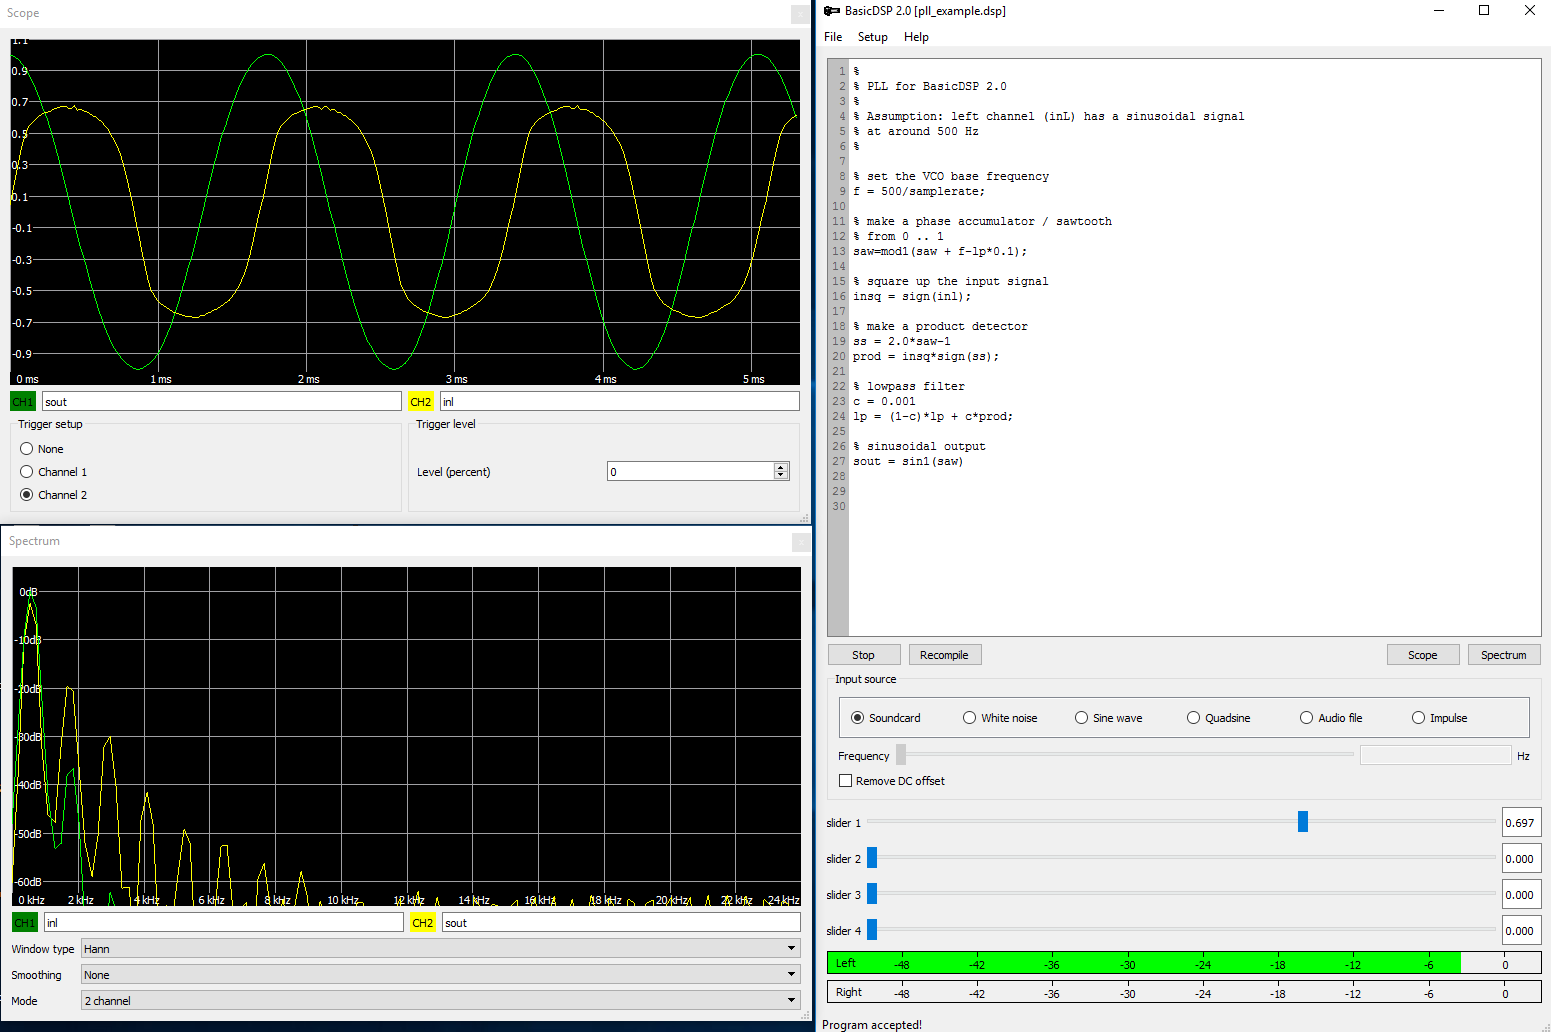 Scope
1.1
0.9
0.7
0.5
0.3
0.1
-0.1
-0.3
-0.5
-0.7
-0.9
0 ms 1 ms 2 ms 3 ms 4 ms 5 ms
CH1 sout CH2 inl
Trigger setup
None
Channel 1
Channel 2
Trigger level
Level (percent) 0
Spectrum
0dB
-10dB
-20dB
-30dB
-40dB
-50dB
-60dB
0 kHz 2 kHz 4 kHz 6 kHz 8 kHz 10 kHz 12 kHz 14 kHz 16 kHz 18 kHz 20 kHz 22 kHz 24 kHz
CH1 inl CH2 sout
Window type Hann
Smoothing None
Mode 2 channel
BasicDSP 2.0 [pll_example.dsp]
File Setup Help
1 %
2 % PLL for BasicDSP 2.0
3 %
4 % Assumption: left channel (inL) has a sinusoidal signal
5 % at around 500 Hz
6 %
7
8 % set the VCO base frequency
9 f = 500/samplerate;
10
11 % make a phase accumulator / sawtooth
12 % from 0 .. 1
13 saw=mod1(saw + f-lp*0.1);
14
15 % square up the input signal
16 insq = sign(inl);
17
18 % make a product detector
19 ss = 2.0*saw-1
20 prod = insq*sign(ss);
21
22 % lowpass filter
23 c = 0.001
24 lp = (1-c)*lp + c*prod;
25
26 % sinusoidal output
27 sout = sin1(saw)
28
29
30
Stop Recompile Scope Spectrum
Input source
Soundcard White noise Sine wave Quadsine Audio file Impulse
Frequency Hz
Remove DC offset
slider 1 0.697
slider 2 0.000
slider 3 0.000
slider 4 0.000
Left -48 -42 -36 -30 -24 -18 -12 -6 0
Right -48 -42 -36 -30 -24 -18 -12 -6 0
Program accepted!